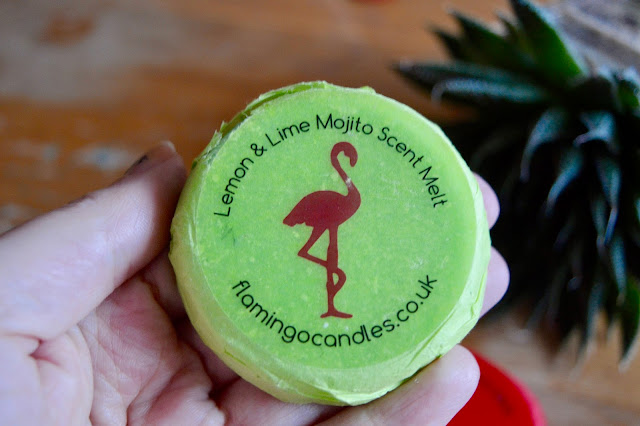 Lemon & Lime Mojito Scent Melt
flamingocandles.co.uk